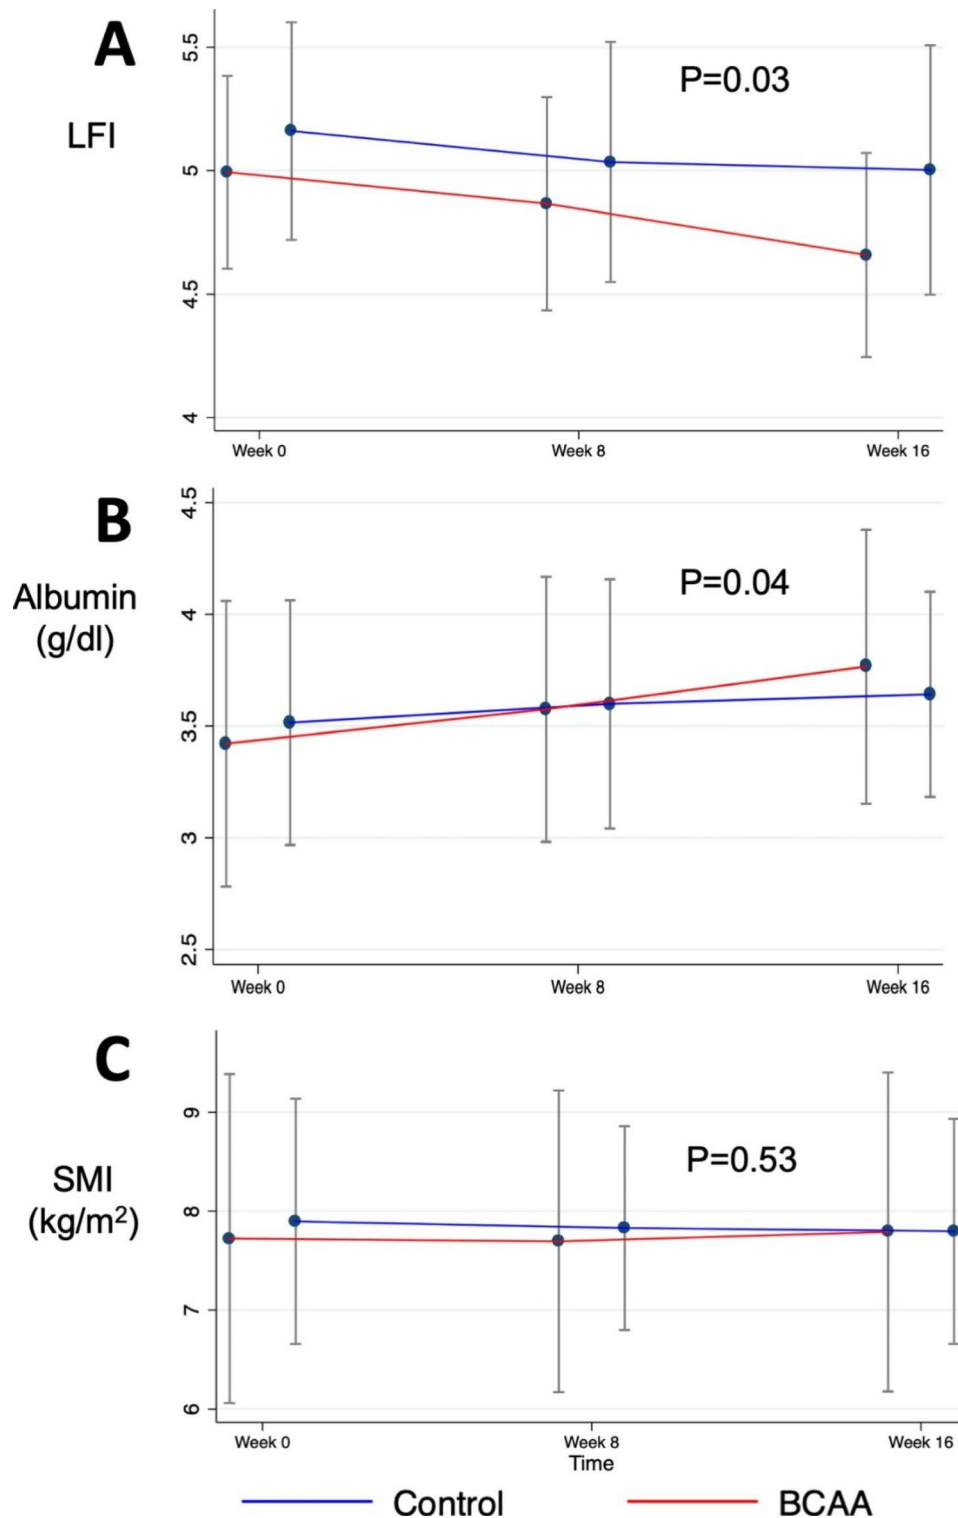 A
LFI
5.5
5
4.5
4
P=0.03
Week 0 Week 8 Week 16
B
Albumin
(g/dl)
4.5
4
3.5
3
2.5
P=0.04
Week 0 Week 8 Week 16
C
SMI
(kg/m²)
9
8
7
6
P=0.53
Week 0 Week 8 Week 16
Time
Control BCAA